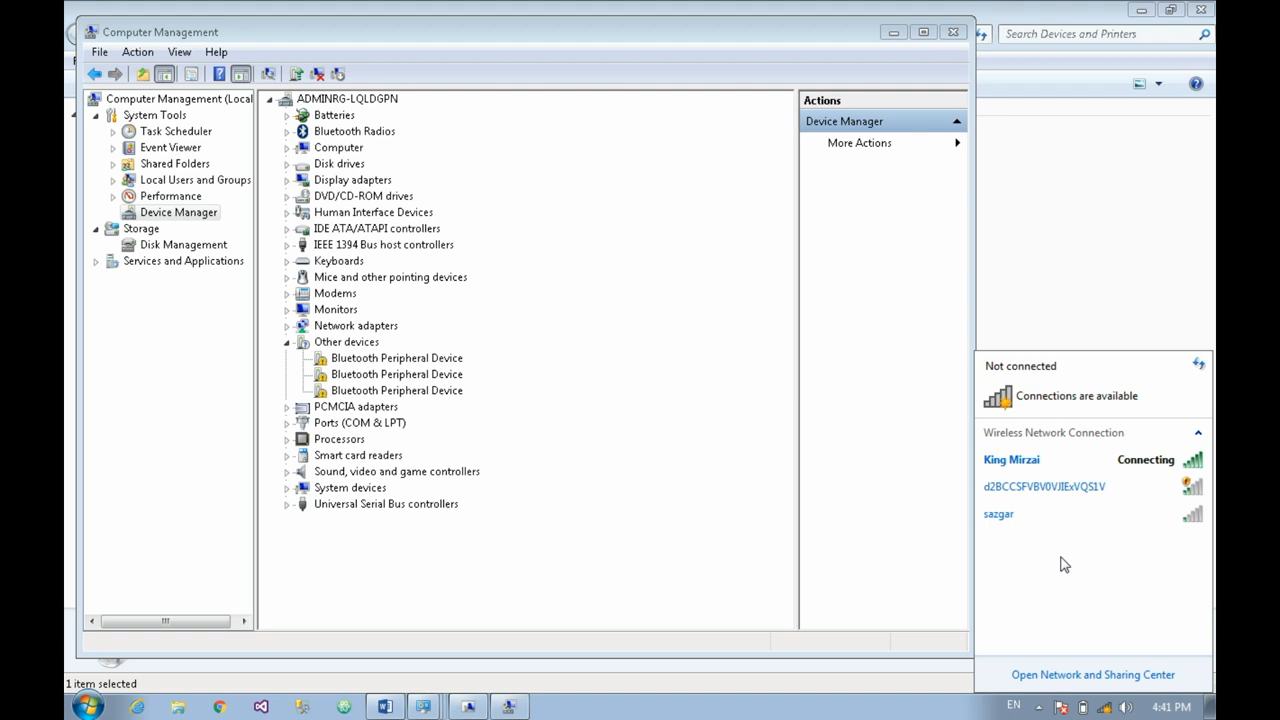 Computer Management
Search Devices and Printers
File Action View Help
Computer Management (Local
System Tools
Task Scheduler
Event Viewer
Shared Folders
Local Users and Groups
Performance
Device Manager
Storage
Disk Management
Services and Applications
ADMINRG-LQLDGPN
Batteries
Bluetooth Radios
Computer
Disk drives
Display adapters
DVD/CD-ROM drives
Human Interface Devices
IDE ATA/ATAPI controllers
IEEE 1394 Bus host controllers
Keyboards
Mice and other pointing devices
Modems
Monitors
Network adapters
Other devices
Bluetooth Peripheral Device
Bluetooth Peripheral Device
Bluetooth Peripheral Device
PCMCIA adapters
Ports (COM & LPT)
Processors
Smart card readers
Sound, video and game controllers
System devices
Universal Serial Bus controllers
Actions
Device Manager
More Actions
Not connected
Connections are available
Wireless Network Connection
King Mirzai Connecting
d2BCCSFVBV0VJIExVQS1V
sazgar
Open Network and Sharing Center
1 item selected
EN
4:41 PM